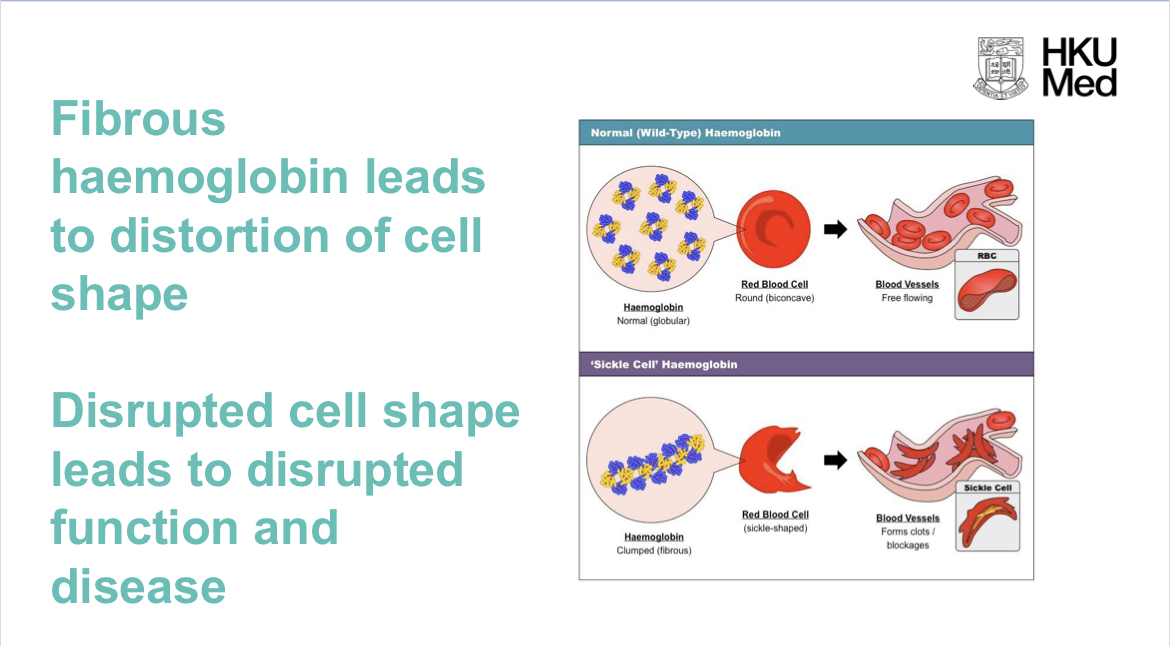 HKU
Med
Fibrous
haemoglobin leads
to distortion of cell
shape
Disrupted cell shape
leads to disrupted
function and
disease
Normal (Wild-Type) Haemoglobin
Haemoglobin
Normal (globular)
Red Blood Cell
Round (biconcave)
Blood Vessels
Free flowing
RBC
‘Sickle Cell’ Haemoglobin
Haemoglobin
Clumped (fibrous)
Red Blood Cell
(sickle-shaped)
Blood Vessels
Forms clots /
blockages
Sickle Cell